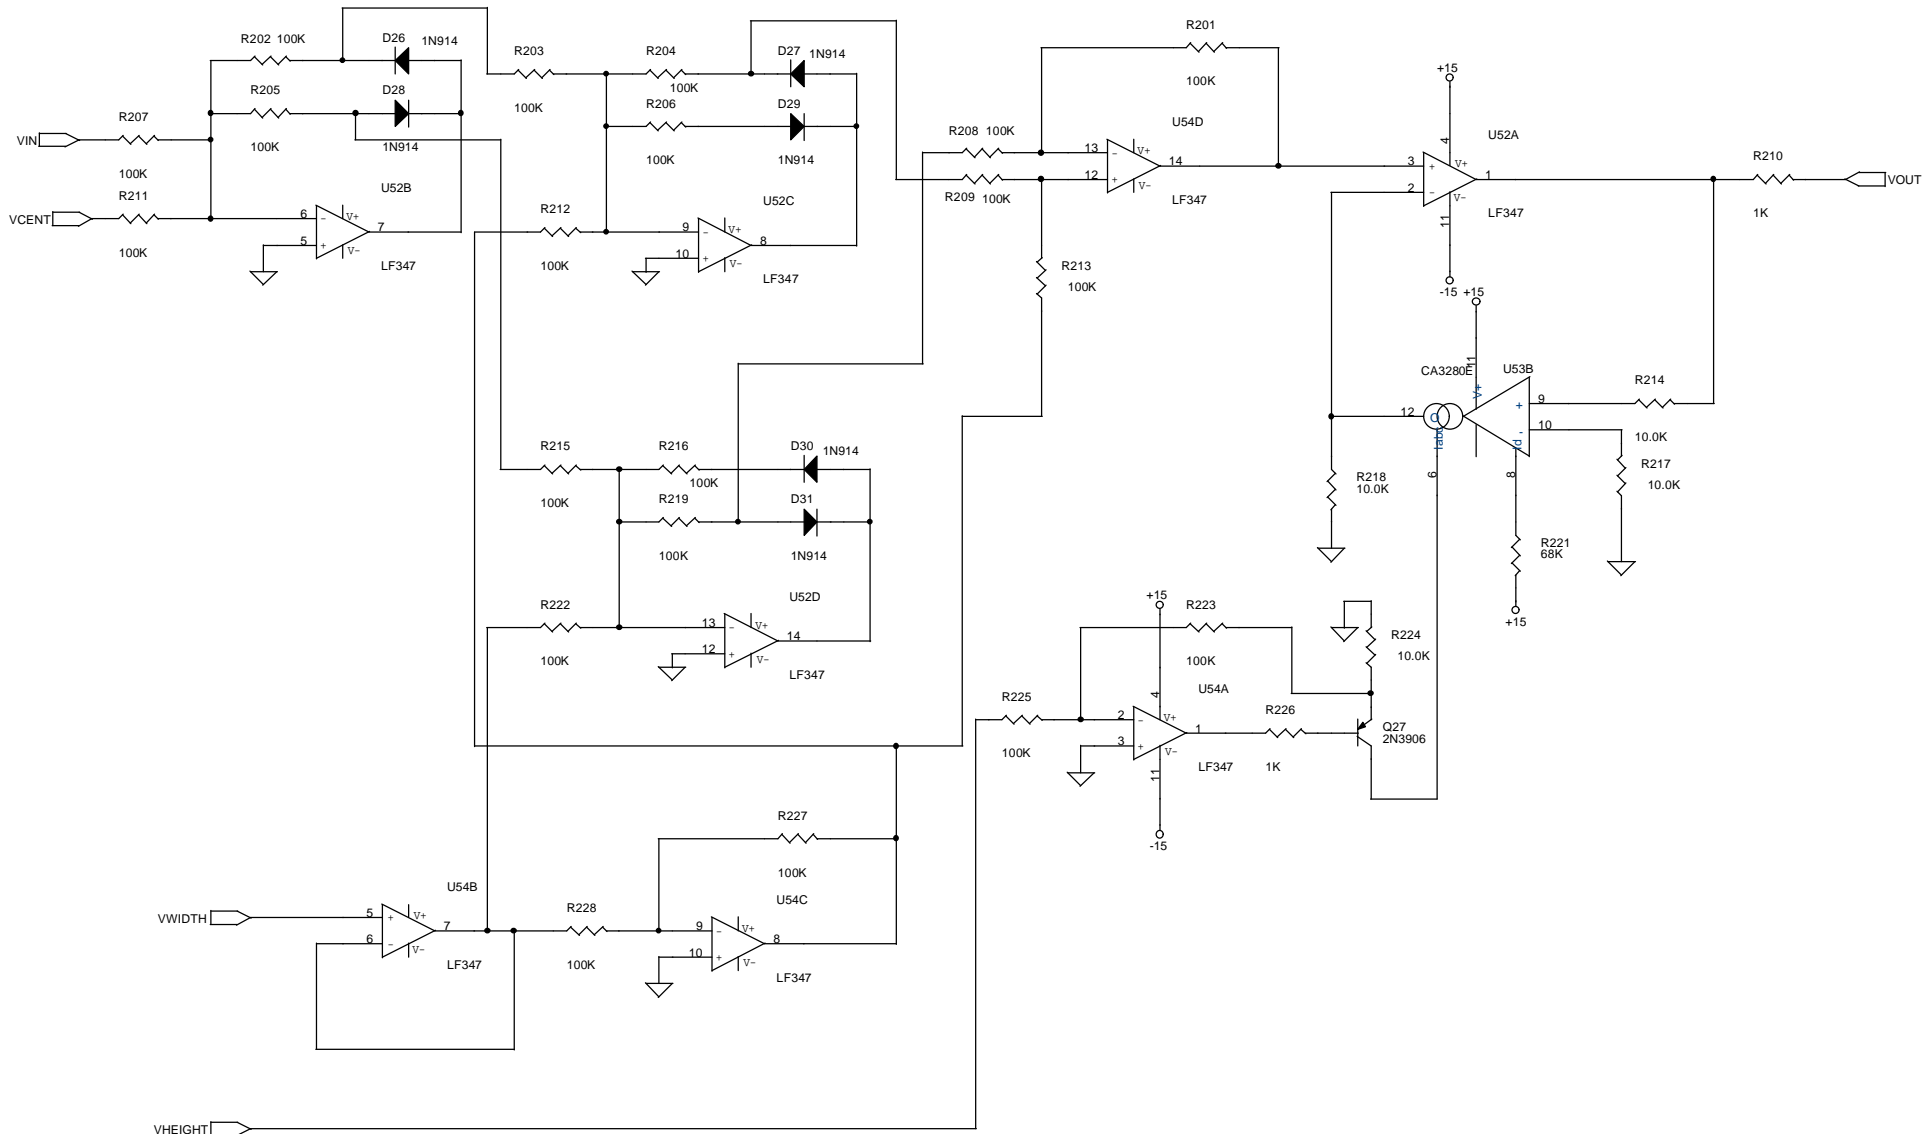 R202 100K
D26
1N914
R205
100K
D28
1N914
R207
100K
VIN
R211
100K
VCENT
U52B
6
5
7
V+
V-
LF347
R203
100K
R204
100K
D27
1N914
R206
100K
D29
1N914
R212
100K
U52C
9
10
8
V+
V-
LF347
R201
100K
R208 100K
R209 100K
U54D
13
12
14
V+
V-
LF347
R213
100K
+15
4
U52A
3
2
1
V+
V-
11
LF347
-15
R210
1K
VOUT
+15
11
CA3280E
U53B
V+
12
O
Iabc
Id
+
-
9
10
6
8
R214
10.0K
R217
10.0K
R218
10.0K
R221
68K
+15
R215
100K
R216
100K
D30
1N914
R219
100K
D31
1N914
R222
100K
U52D
13
12
14
V+
V-
LF347
+15
R223
100K
R224
10.0K
U54A
4
2
3
1
V+
V-
11
LF347
-15
R225
100K
R226
1K
Q27
2N3906
R227
100K
U54B
5
6
7
V+
V-
LF347
VWIDTH
R228
100K
U54C
9
10
8
V+
V-
LF347
VHEIGHT